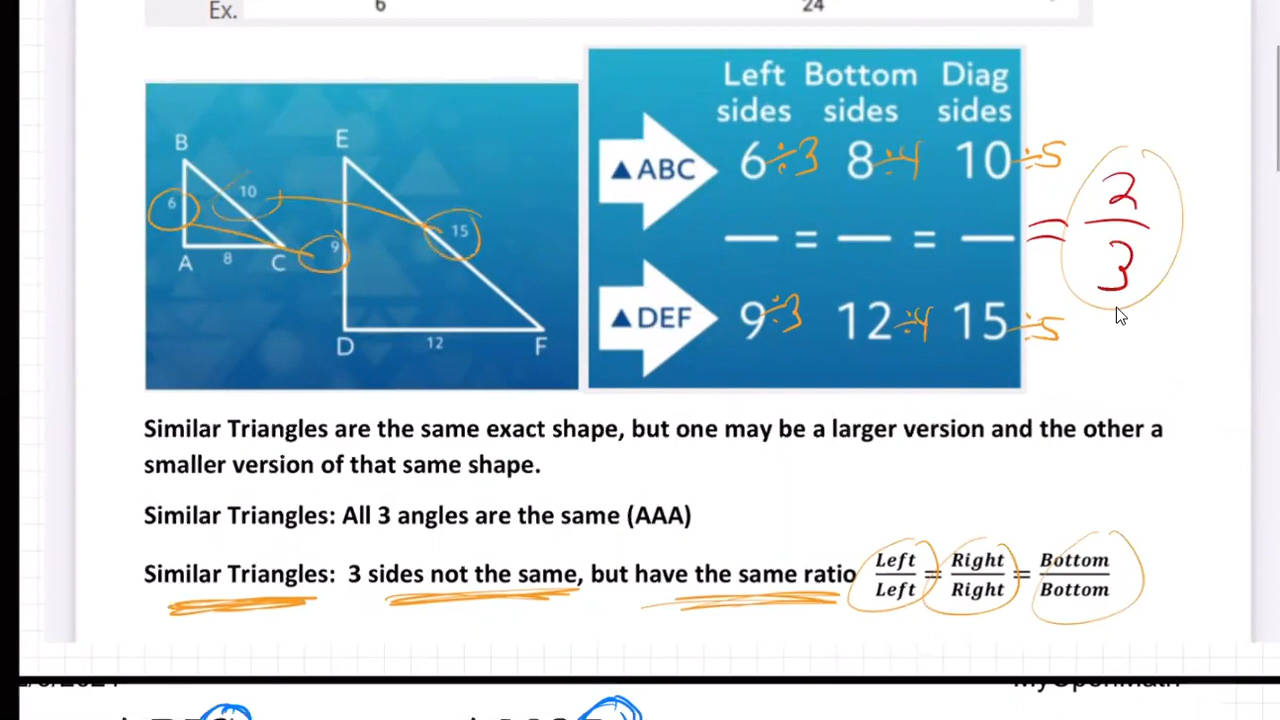 Ex.
6
24
B
E
6
10
9
15
A
8
C
D
12
F
Left Bottom Diag
sides sides sides
▲ABC 6÷3 8÷4 10÷5
— = — = — = 2/3
▲DEF 9÷3 12÷4 15÷5
Similar Triangles are the same exact shape, but one may be a larger version and the other a
smaller version of that same shape.
Similar Triangles: All 3 angles are the same (AAA)
Similar Triangles: 3 sides not the same, but have the same ratio Left/Left = Right/Right = Bottom/Bottom
MyOpenMath